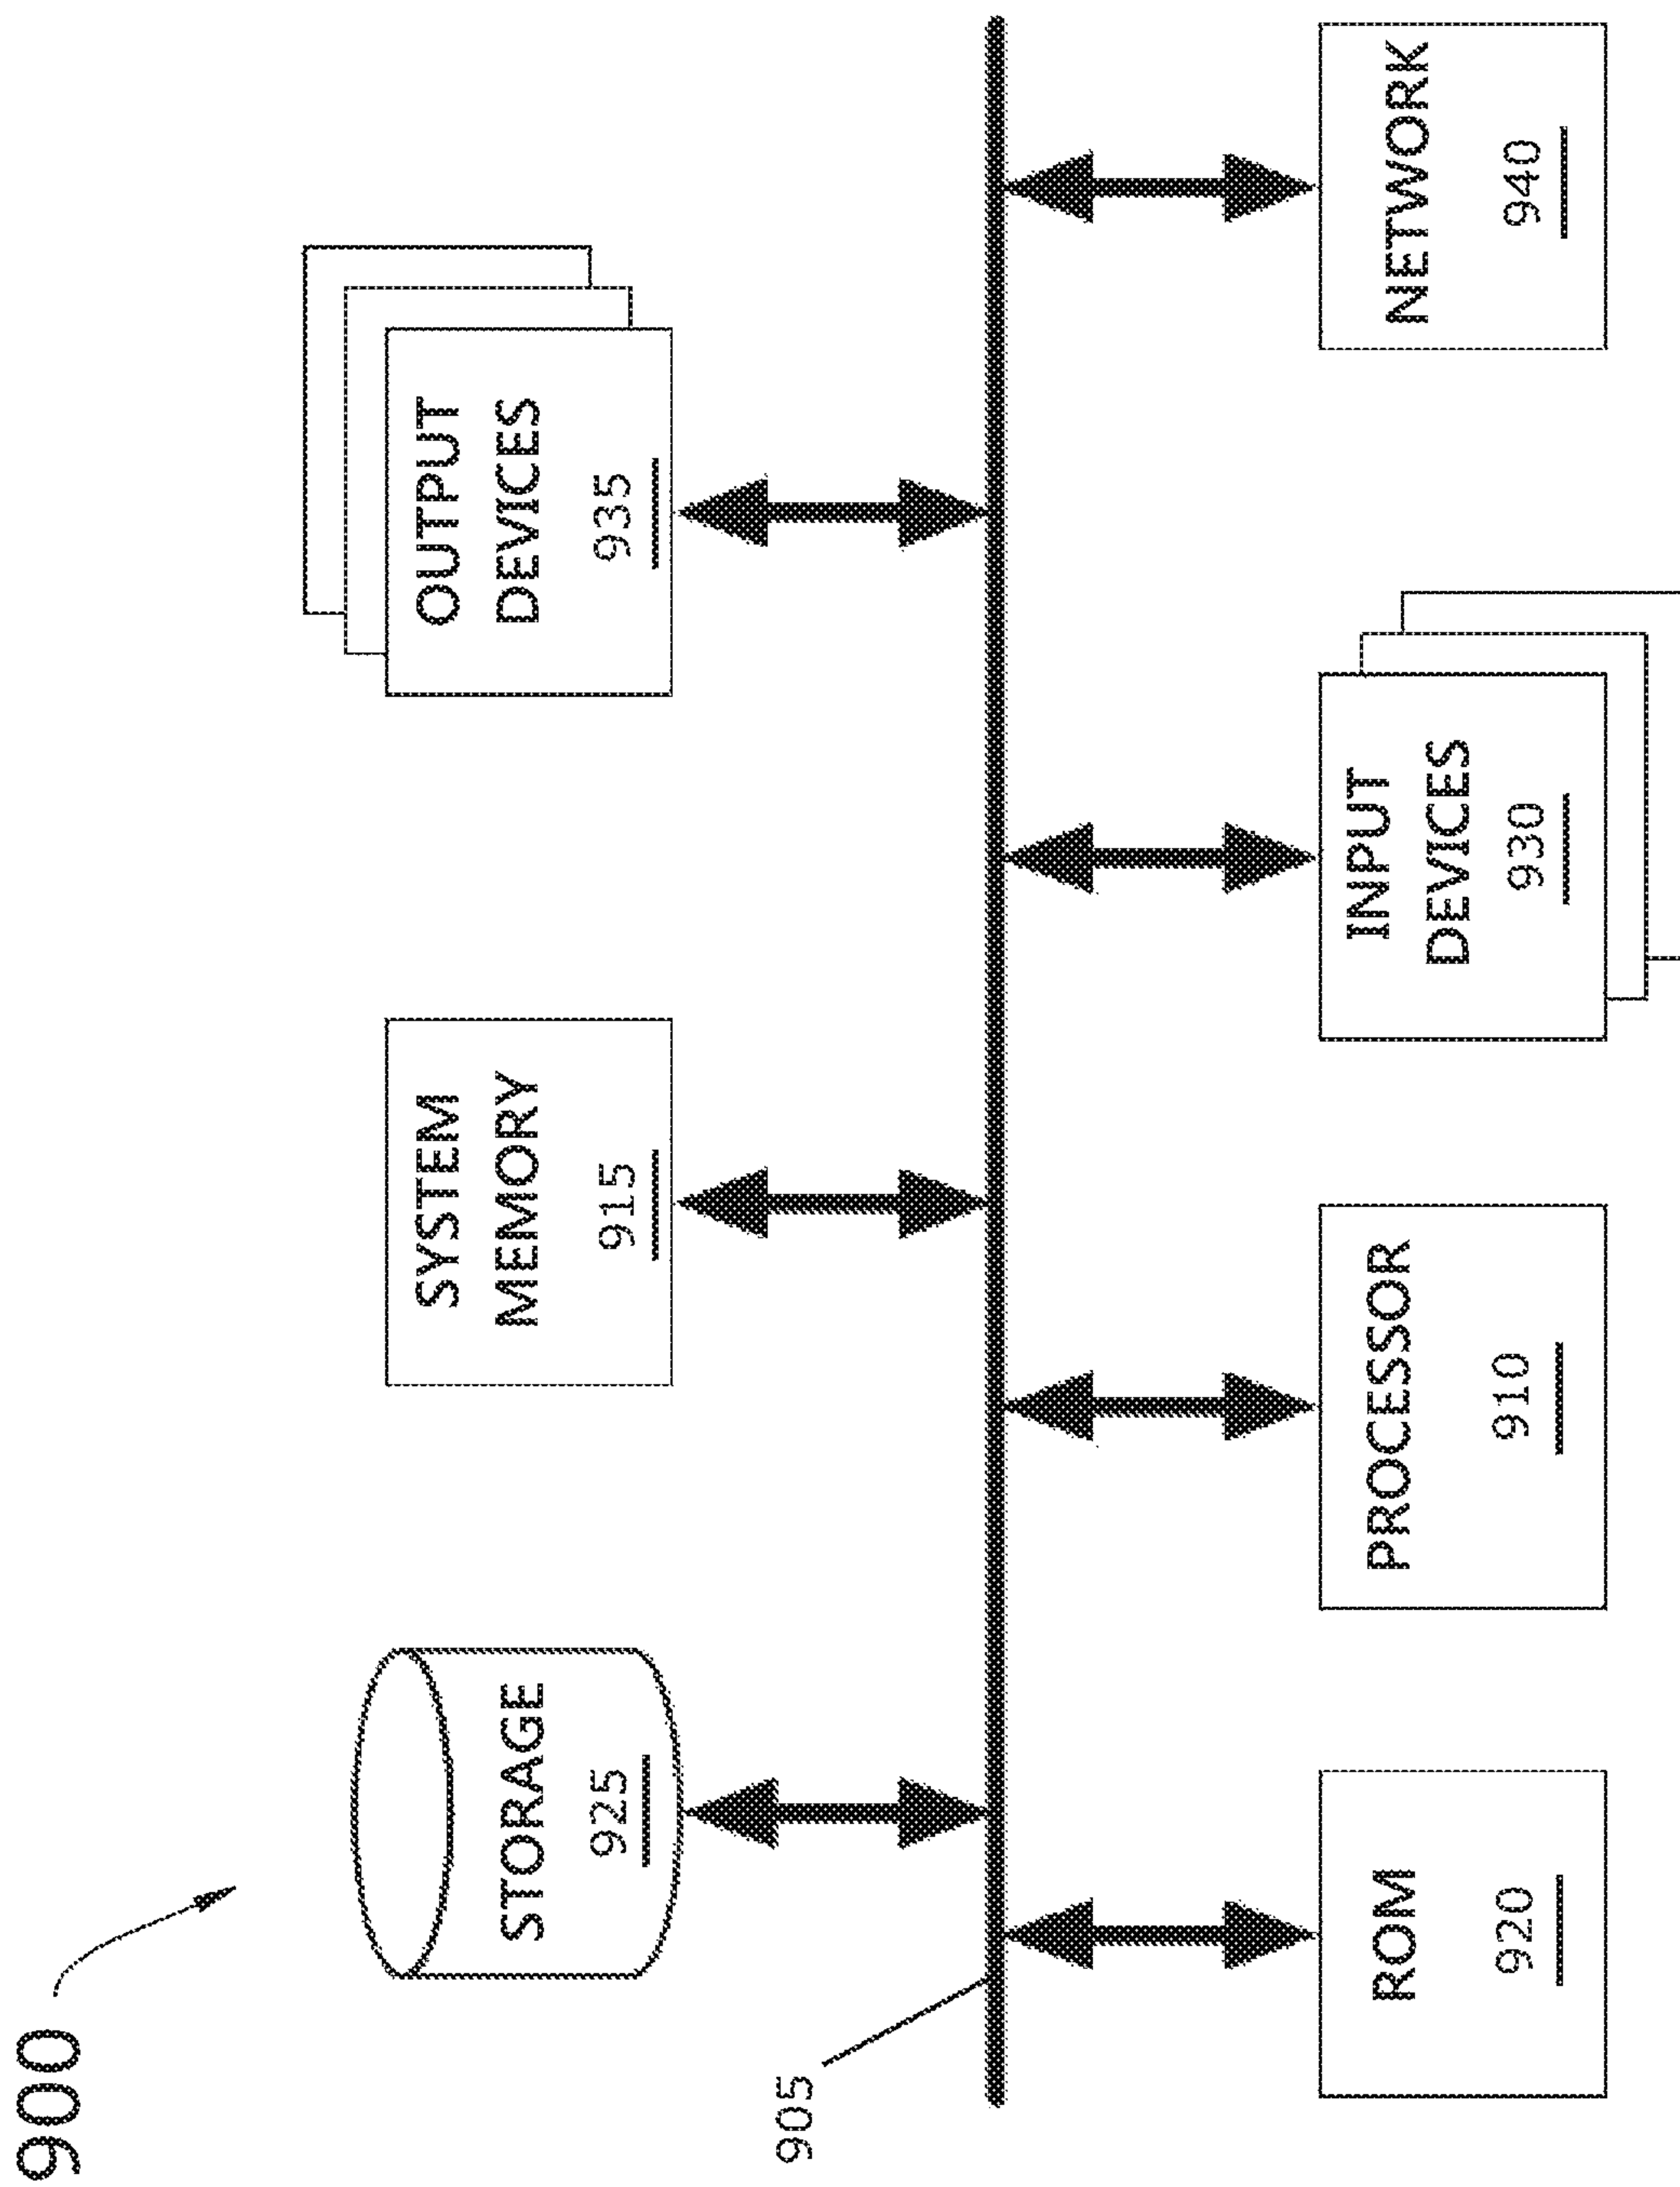 900
STORAGE
925
SYSTEM
MEMORY
915
OUTPUT
DEVICES
935
905
ROM
920
PROCESSOR
910
INPUT
DEVICES
930
NETWORK
940